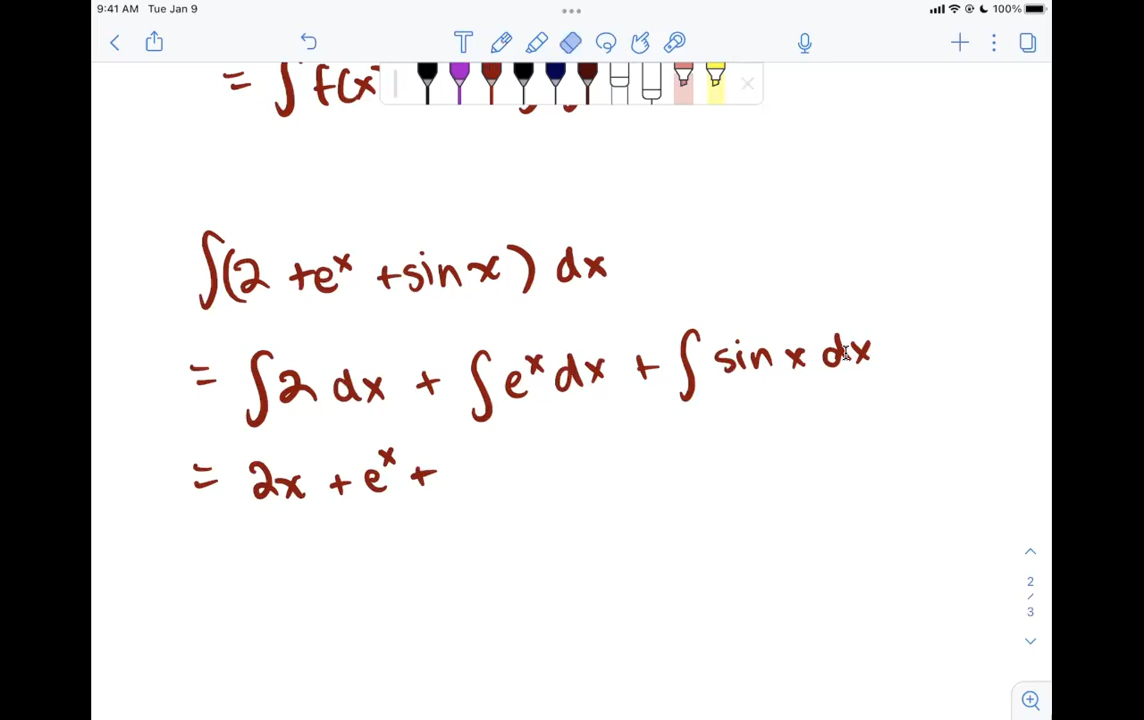 9:41 AM Tue Jan 9
100%
= ∫ f(x
∫(2 + eˣ + sin x) dx
= ∫ 2 dx + ∫ eˣ dx + ∫ sin x dx
= 2x + eˣ +
2
/
3